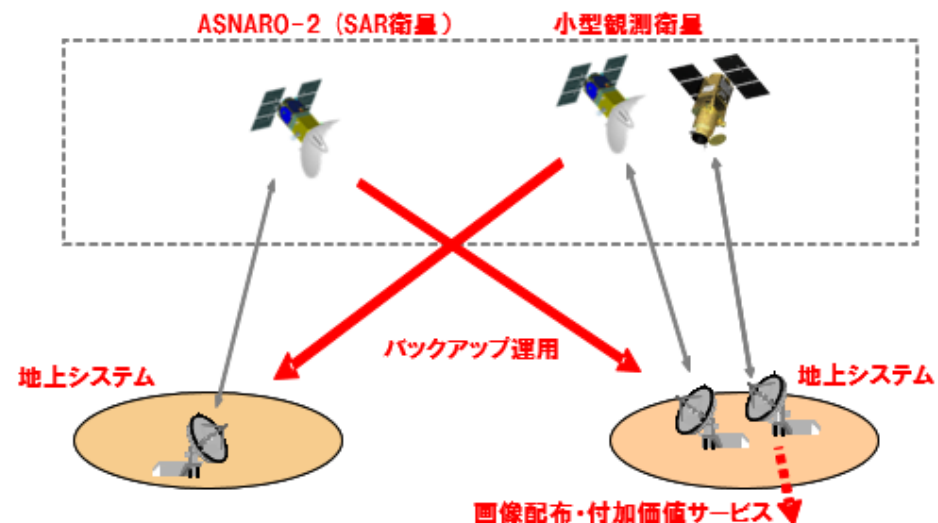 ASNARO-2 (SAR衛星)
小型観測衛星
バックアップ運用
地上システム
地上システム
画像配布・付加価値サービス